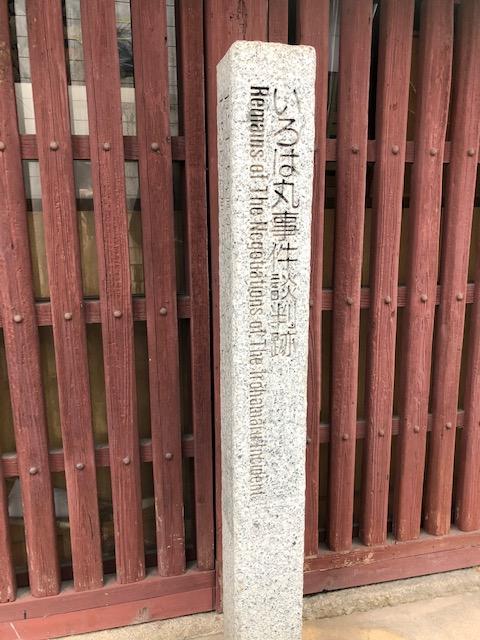 いろは丸事件談判跡
Remains of The Negotiations of The Irohamaru Incident